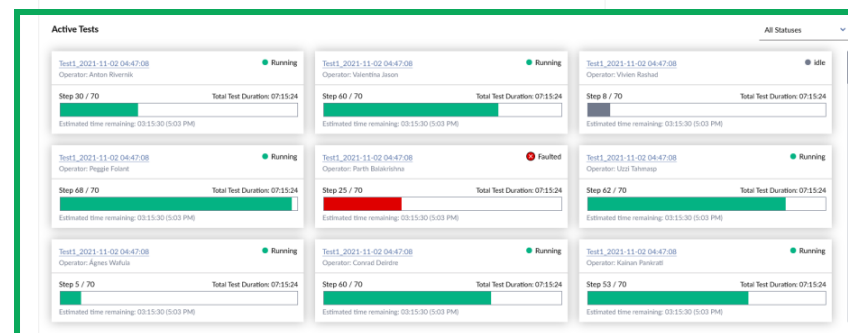 Active Tests
All Statuses
Test1_2021-11-02 04:47:08 Running
Operator: Anton Rivernik
Step 30 / 70 Total Test Duration: 07:15:24
Estimated time remaining: 03:15:30 (5:03 PM)
Test1_2021-11-02 04:47:08 Running
Operator: Valentina Jason
Step 60 / 70 Total Test Duration: 07:15:24
Estimated time remaining: 03:15:30 (5:03 PM)
Test1_2021-11-02 04:47:08 idle
Operator: Vivien Rashad
Step 8 / 70 Total Test Duration: 07:15:24
Estimated time remaining: 03:15:30 (5:03 PM)
Test1_2021-11-02 04:47:08 Running
Operator: Peggie Folant
Step 68 / 70 Total Test Duration: 07:15:24
Estimated time remaining: 03:15:30 (5:03 PM)
Test1_2021-11-02 04:47:08 Faulted
Operator: Parth Balakrishna
Step 25 / 70 Total Test Duration: 07:15:24
Estimated time remaining: 03:15:30 (5:03 PM)
Test1_2021-11-02 04:47:08 Running
Operator: Uzzi Tahmasp
Step 62 / 70 Total Test Duration: 07:15:24
Estimated time remaining: 03:15:30 (5:03 PM)
Test1_2021-11-02 04:47:08 Running
Operator: Ágnes Wafula
Step 5 / 70 Total Test Duration: 07:15:24
Estimated time remaining: 03:15:30 (5:03 PM)
Test1_2021-11-02 04:47:08 Running
Operator: Conrad Deirdre
Step 60 / 70 Total Test Duration: 07:15:24
Estimated time remaining: 03:15:30 (5:03 PM)
Test1_2021-11-02 04:47:08 Running
Operator: Kainun Pankrati
Step 53 / 70 Total Test Duration: 07:15:24
Estimated time remaining: 03:15:30 (5:03 PM)